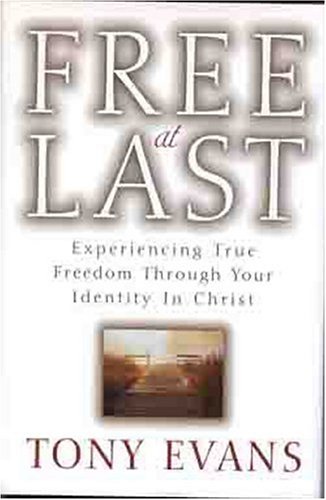 FREE
at
LAST
Experiencing True
Freedom Through Your
Identity In Christ
TONY EVANS